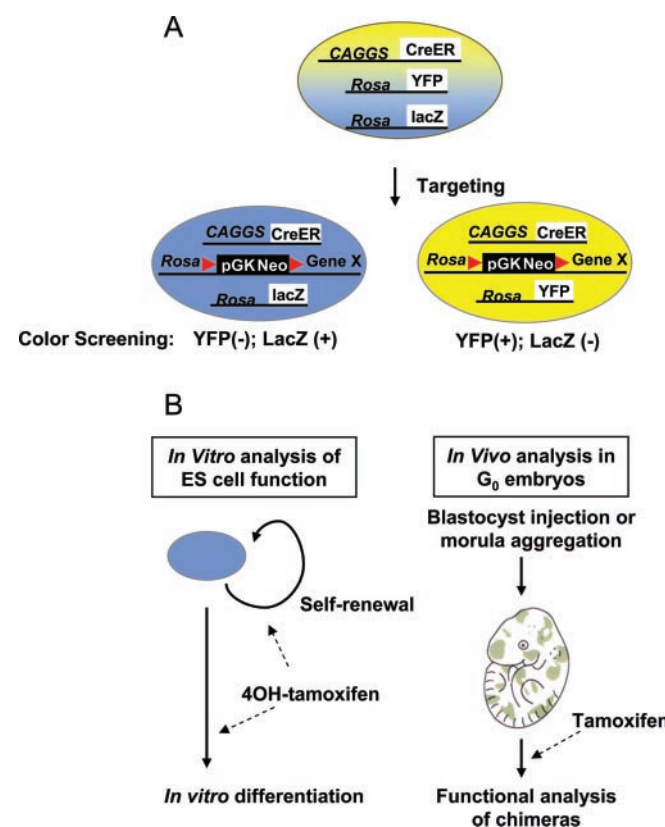 A
CAGGS CreER
Rosa YFP
Rosa lacZ
Targeting
CAGGS CreER
Rosa pGK Neo Gene X
Rosa lacZ
CAGGS CreER
Rosa pGK Neo Gene X
Rosa YFP
Color Screening: YFP(-); LacZ (+)
YFP(+); LacZ (-)
B
In Vitro analysis of
ES cell function
Self-renewal
4OH-tamoxifen
In vitro differentiation
In Vivo analysis in
G0 embryos
Blastocyst injection or
morula aggregation
Tamoxifen
Functional analysis
of chimeras